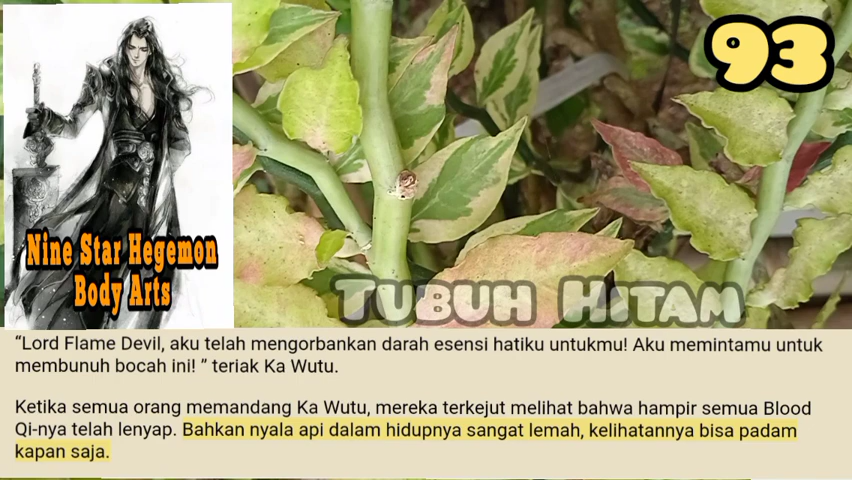 93
Nine Star Hegemon
Body Arts
TUBUH HITAM
“Lord Flame Devil, aku telah mengorbankan darah esensi hatiku untukmu! Aku memintamu untuk
membunuh bocah ini! ” teriak Ka Wutu.
Ketika semua orang memandang Ka Wutu, mereka terkejut melihat bahwa hampir semua Blood
Qi-nya telah lenyap. Bahkan nyala api dalam hidupnya sangat lemah, kelihatannya bisa padam
kapan saja.